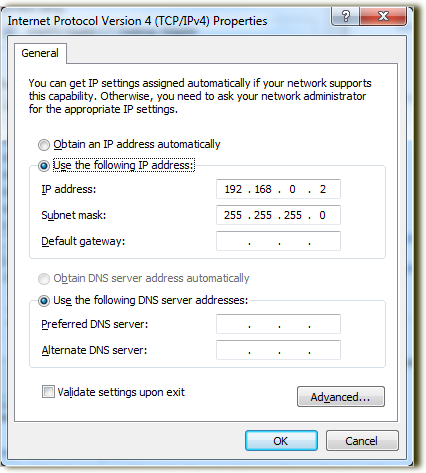 Internet Protocol Version 4 (TCP/IPv4) Properties
General
You can get IP settings assigned automatically if your network supports
this capability. Otherwise, you need to ask your network administrator
for the appropriate IP settings.
Obtain an IP address automatically
Use the following IP address:
IP address: 192 . 168 . 0 . 2
Subnet mask: 255 . 255 . 255 . 0
Default gateway: . . .
Obtain DNS server address automatically
Use the following DNS server addresses:
Preferred DNS server: . . .
Alternate DNS server: . . .
Validate settings upon exit
Advanced...
OK Cancel